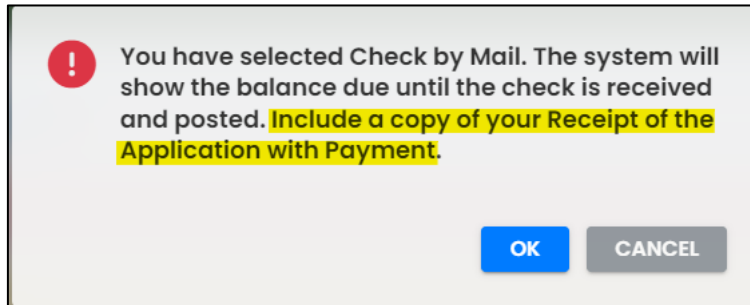 You have selected Check by Mail. The system will
show the balance due until the check is received
and posted. Include a copy of your Receipt of the
Application with Payment.
OK CANCEL